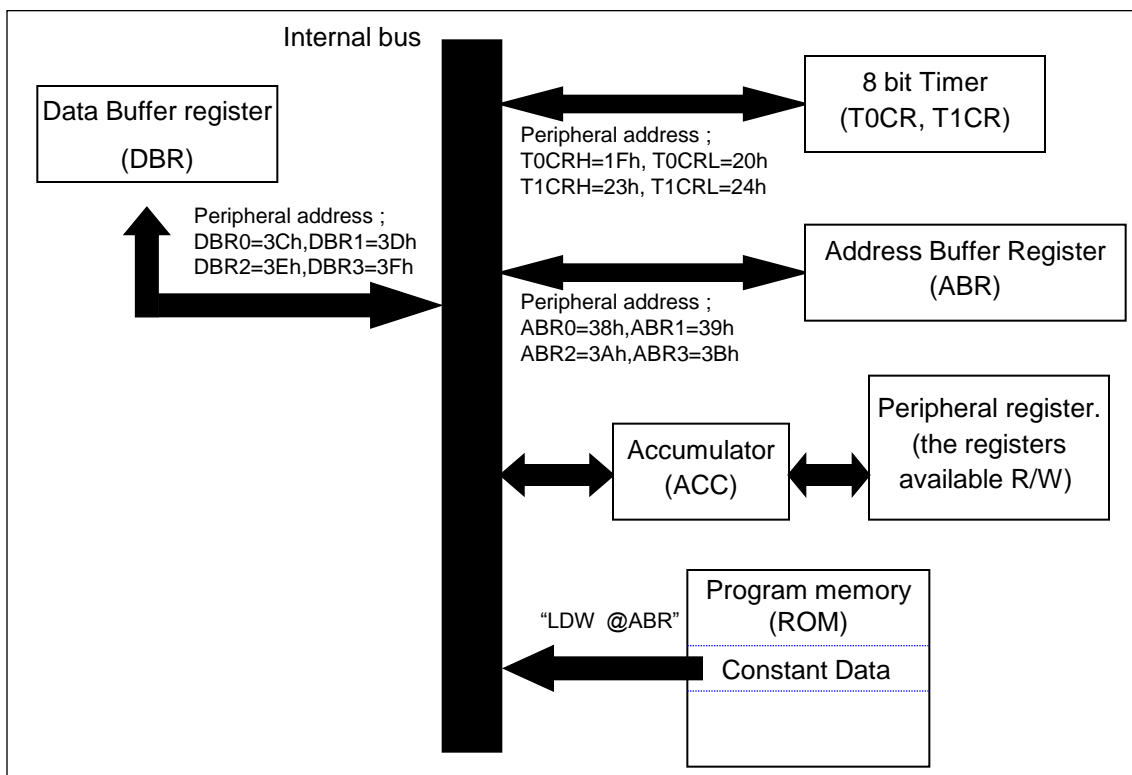 Internal bus
Data Buffer register
(DBR)
Peripheral address ;
DBR0=3Ch,DBR1=3Dh
DBR2=3Eh,DBR3=3Fh
8 bit Timer
(T0CR, T1CR)
Peripheral address ;
T0CRH=1Fh, T0CRL=20h
T1CRH=23h, T1CRL=24h
Address Buffer Register
(ABR)
Peripheral address ;
ABR0=38h,ABR1=39h
ABR2=3Ah,ABR3=3Bh
Accumulator
(ACC)
Peripheral register.
(the registers
available R/W)
“LDW @ABR”
Program memory
(ROM)
Constant Data